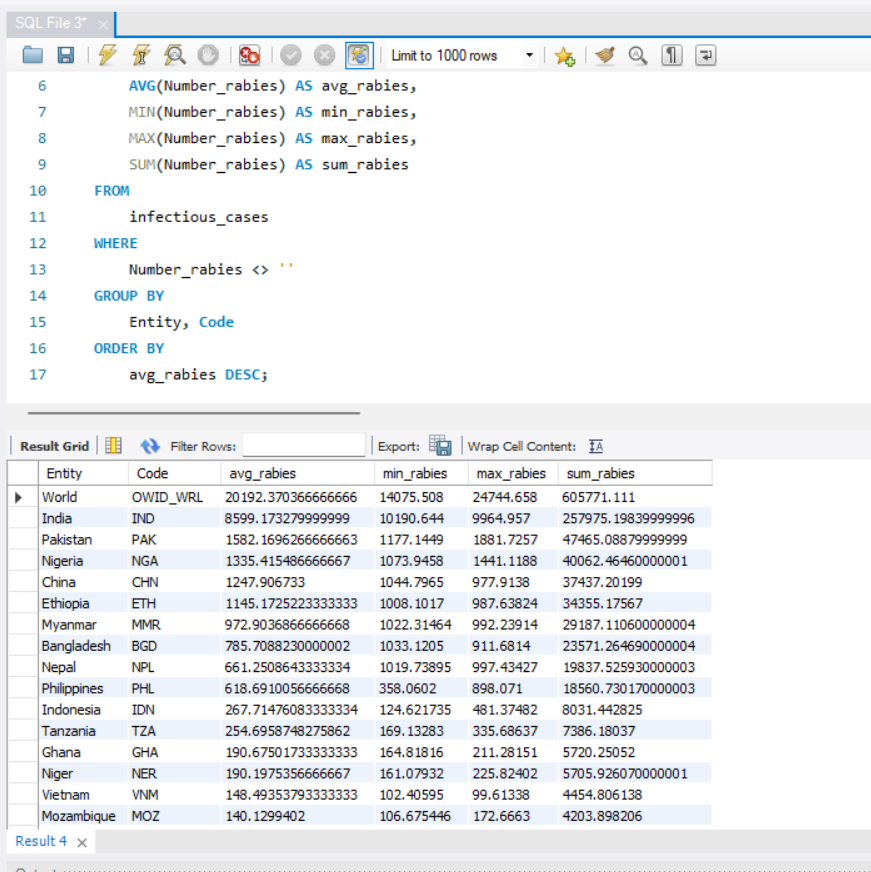 SQL File 3*
Limit to 1000 rows
6 AVG(Number_rabies) AS avg_rabies,
7 MIN(Number_rabies) AS min_rabies,
8 MAX(Number_rabies) AS max_rabies,
9 SUM(Number_rabies) AS sum_rabies
10 FROM
11 infectious_cases
12 WHERE
13 Number_rabies <> ''
14 GROUP BY
15 Entity, Code
16 ORDER BY
17 avg_rabies DESC;
Result Grid Filter Rows: Export: Wrap Cell Content: IA
Entity Code avg_rabies min_rabies max_rabies sum_rabies
World OWID_WRL 20192.370366666666 14075.508 24744.658 605771.111
India IND 8599.173279999999 10190.644 9964.957 257975.19839999996
Pakistan PAK 1582.1696266666663 1177.1449 1881.7257 47465.08879999999
Nigeria NGA 1335.415486666667 1073.9458 1441.1188 40062.46460000001
China CHN 1247.906733 1044.7965 977.9138 37437.20199
Ethiopia ETH 1145.1725223333333 1008.1017 987.63824 34355.17567
Myanmar MMR 972.9036866666668 1022.31464 992.23914 29187.110600000004
Bangladesh BGD 785.7088230000002 1033.1205 911.6814 23571.264690000004
Nepal NPL 661.2508643333334 1019.73895 997.43427 19837.525930000003
Philippines PHL 618.6910056666668 358.0602 898.071 18560.730170000003
Indonesia IDN 267.71476083333334 124.621735 481.37482 8031.442825
Tanzania TZA 254.6958748275862 169.13283 335.68637 7386.18037
Ghana GHA 190.67501733333333 164.81816 211.28151 5720.25052
Niger NER 190.1975356666667 161.07932 225.82402 5705.926070000001
Vietnam VNM 148.49353793333333 102.40595 99.61338 4454.806138
Mozambique MOZ 140.1299402 106.675446 172.6663 4203.898206
Result 4